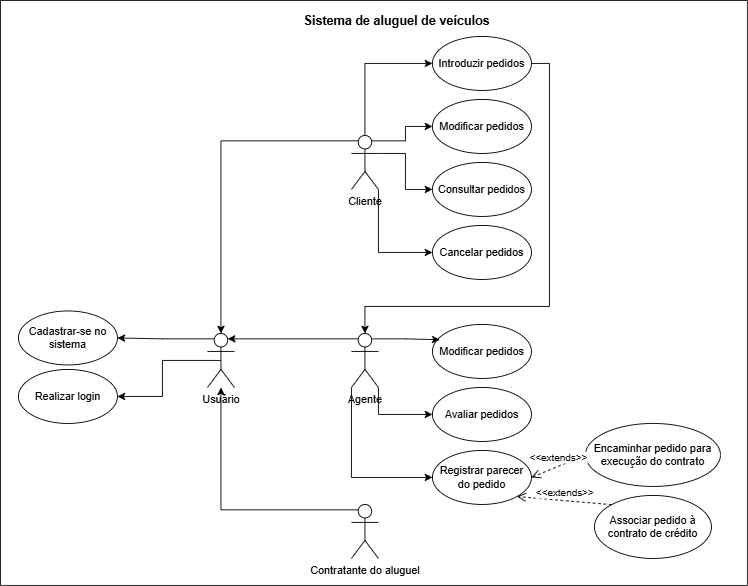 Sistema de aluguel de veículos
Introduzir pedidos
Modificar pedidos
Consultar pedidos
Cliente
Cancelar pedidos
Cadastrar-se no
sistema
Realizar login
Usuário
Agente
Modificar pedidos
Avaliar pedidos
Registrar parecer
do pedido
<<extends>>
Encaminhar pedido para
execução do contrato
<<extends>>
Associar pedido à
contrato de crédito
Contratante do aluguel